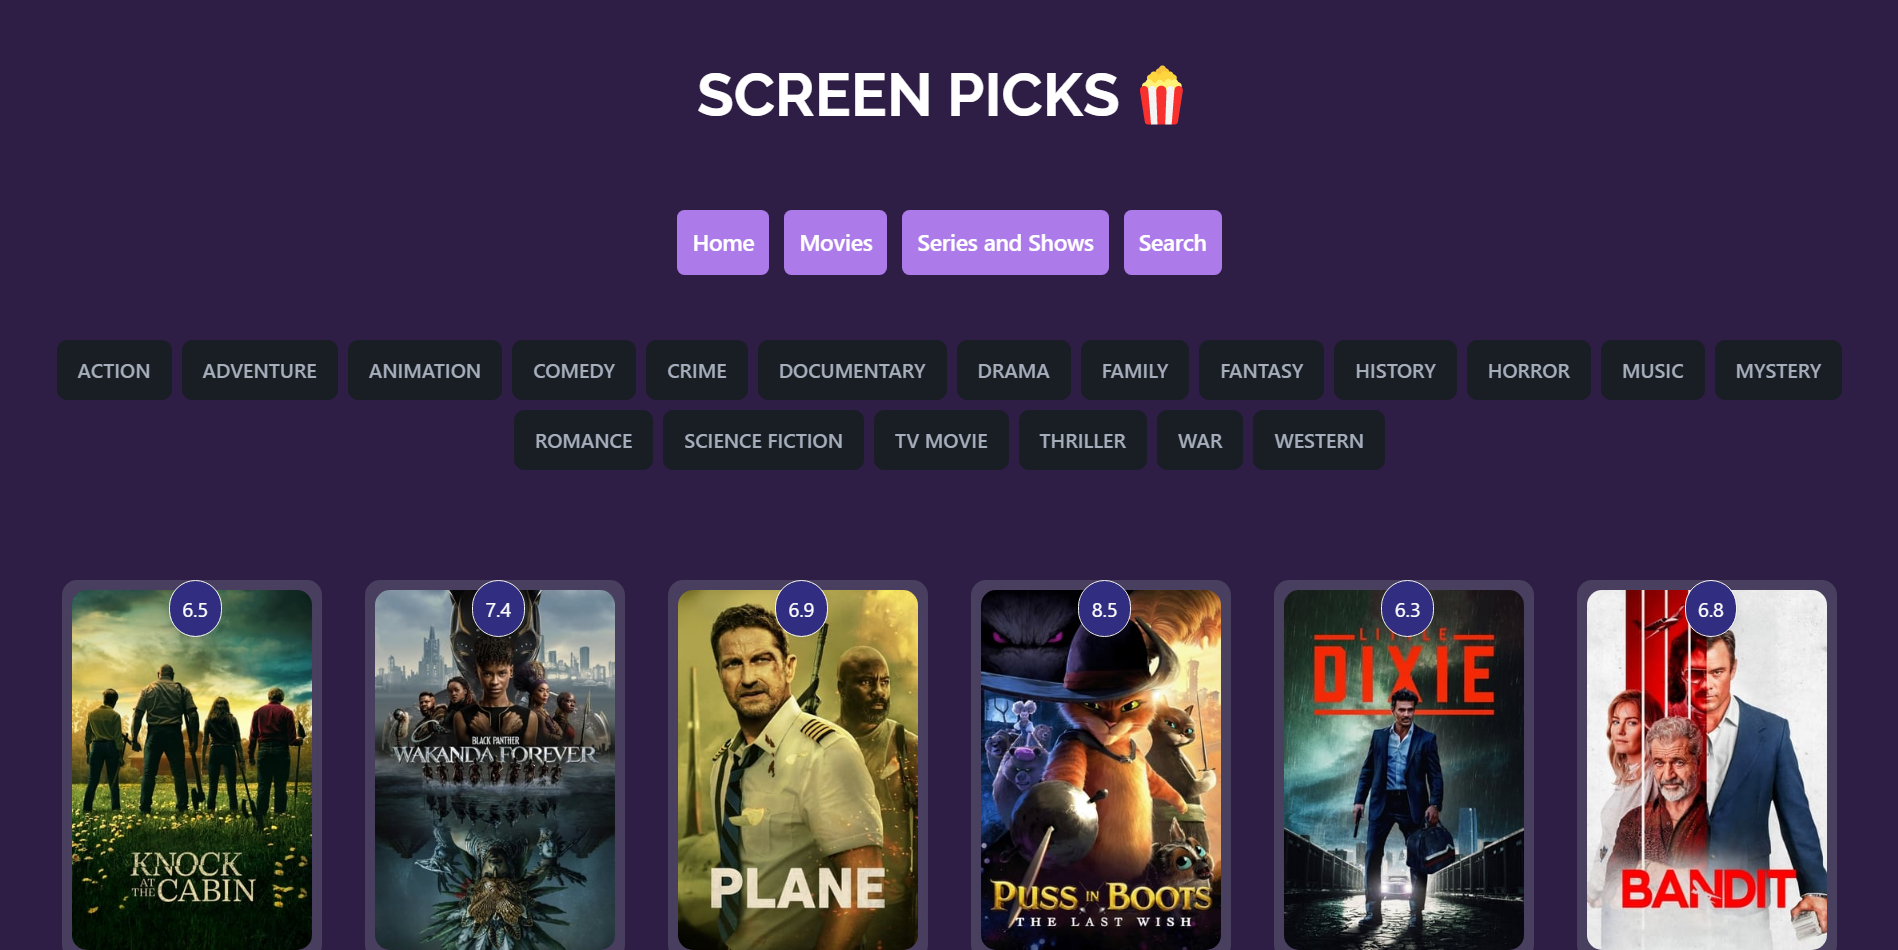 SCREEN PICKS
Home Movies Series and Shows Search
ACTION ADVENTURE ANIMATION COMEDY CRIME DOCUMENTARY DRAMA FAMILY FANTASY HISTORY HORROR MUSIC MYSTERY
ROMANCE SCIENCE FICTION TV MOVIE THRILLER WAR WESTERN
6.5
KNOCK
AT THE CABIN
7.4
BLACK PANTHER
WAKANDA FOREVER
6.9
PLANE
8.5
PUSS IN BOOTS
THE LAST WISH
6.3
LITTLE
DIXIE
6.8
BANDIT